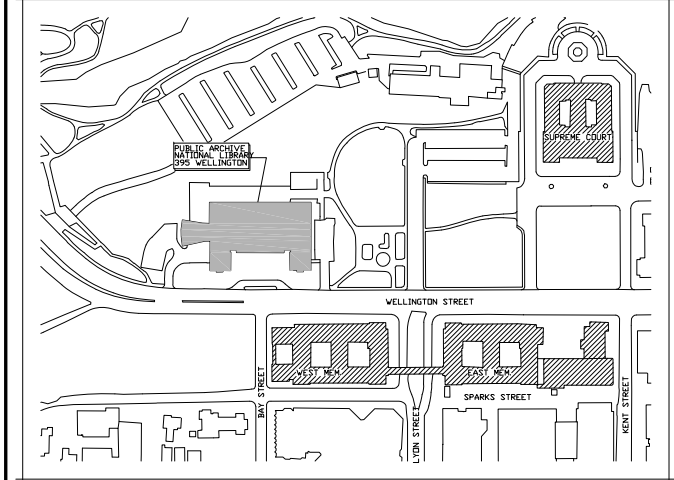 PUBLIC ARCHIVE
NATIONAL LIBRARY
395 WELLINGTON
SUPREME COURT
WELLINGTON STREET
WEST MEM.
EAST MEM.
BAY STREET
LYON STREET
SPARKS STREET
KENT STREET